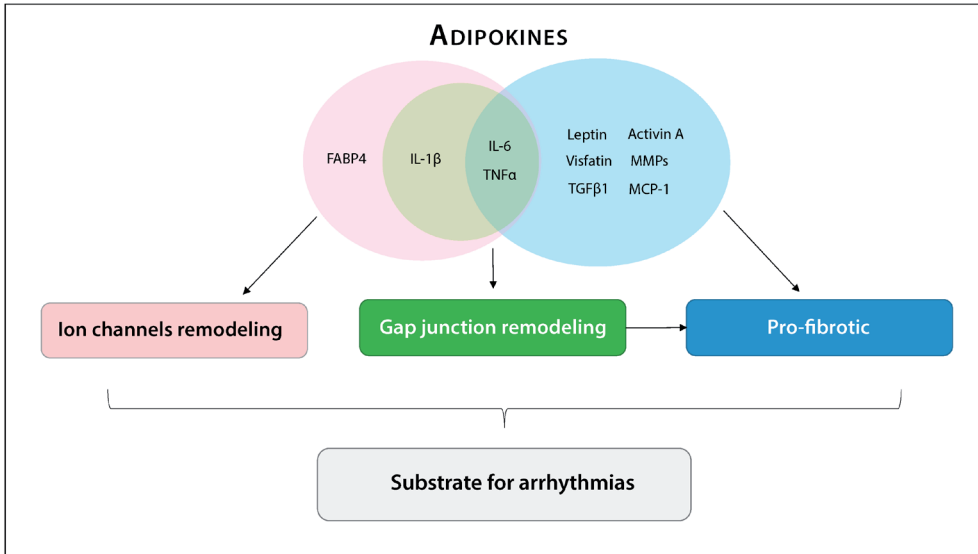 ADIPOKINES
FABP4
IL-1β
IL-6
TNFα
Leptin
Activin A
Visfatin
MMPs
TGFβ1
MCP-1
Ion channels remodeling
Gap junction remodeling
Pro-fibrotic
Substrate for arrhythmias